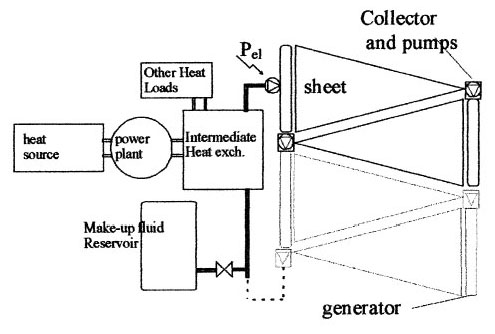 Collector
and pumps
P el
Other Heat
Loads
sheet
heat
source
power
plant
Intermediate
Heat exch.
Make-up fluid
Reservoir
generator